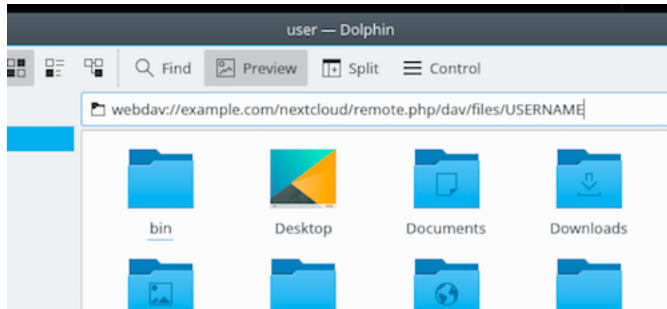 user — Dolphin
Find Preview Split Control
webdav://example.com/nextcloud/remote.php/dav/files/USERNAME
bin Desktop Documents Downloads